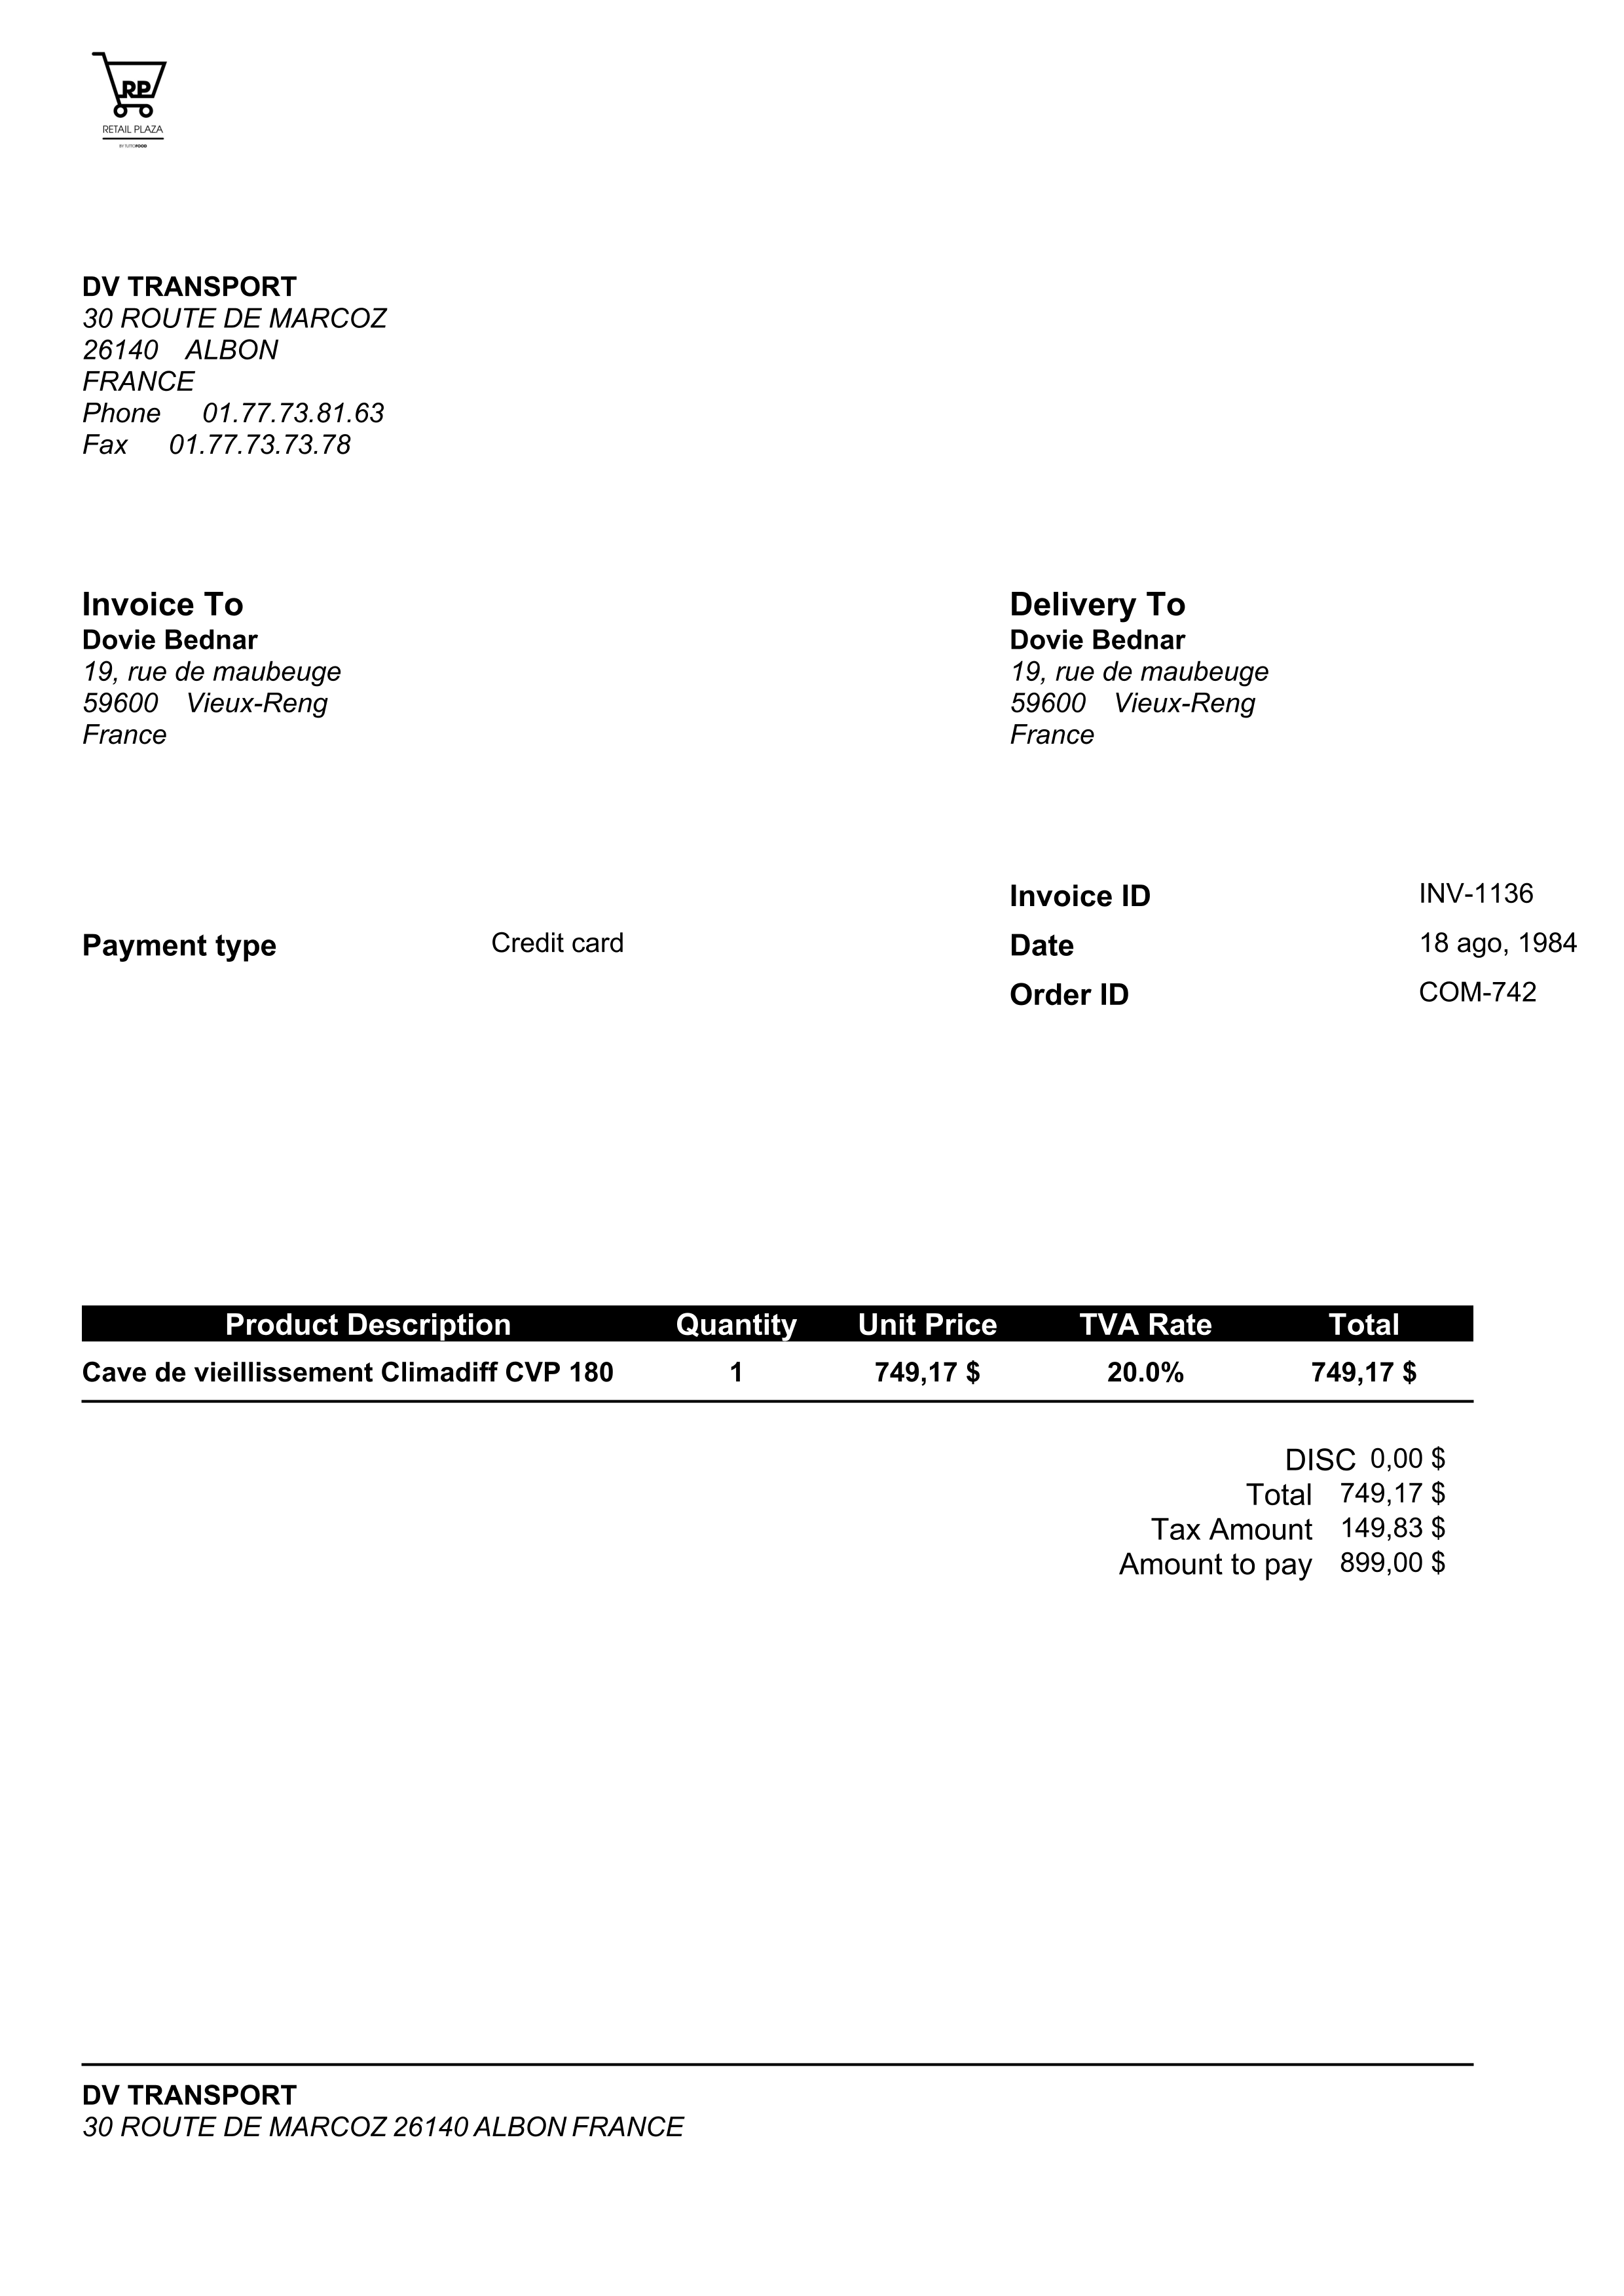 RP
RETAIL PLAZA
BY TUTTOFOOD
DV TRANSPORT
30 ROUTE DE MARCOZ
26140 ALBON
FRANCE
Phone 01.77.73.81.63
Fax 01.77.73.73.78
Invoice To
Dovie Bednar
19, rue de maubeuge
59600 Vieux-Reng
France
Delivery To
Dovie Bednar
19, rue de maubeuge
59600 Vieux-Reng
France
Payment type Credit card
Invoice ID INV-1136
Date 18 ago, 1984
Order ID COM-742
Product Description Quantity Unit Price TVA Rate Total
Cave de vieillissement Climadiff CVP 180 1 749,17 $ 20.0% 749,17 $
DISC 0,00 $
Total 749,17 $
Tax Amount 149,83 $
Amount to pay 899,00 $
DV TRANSPORT
30 ROUTE DE MARCOZ 26140 ALBON FRANCE